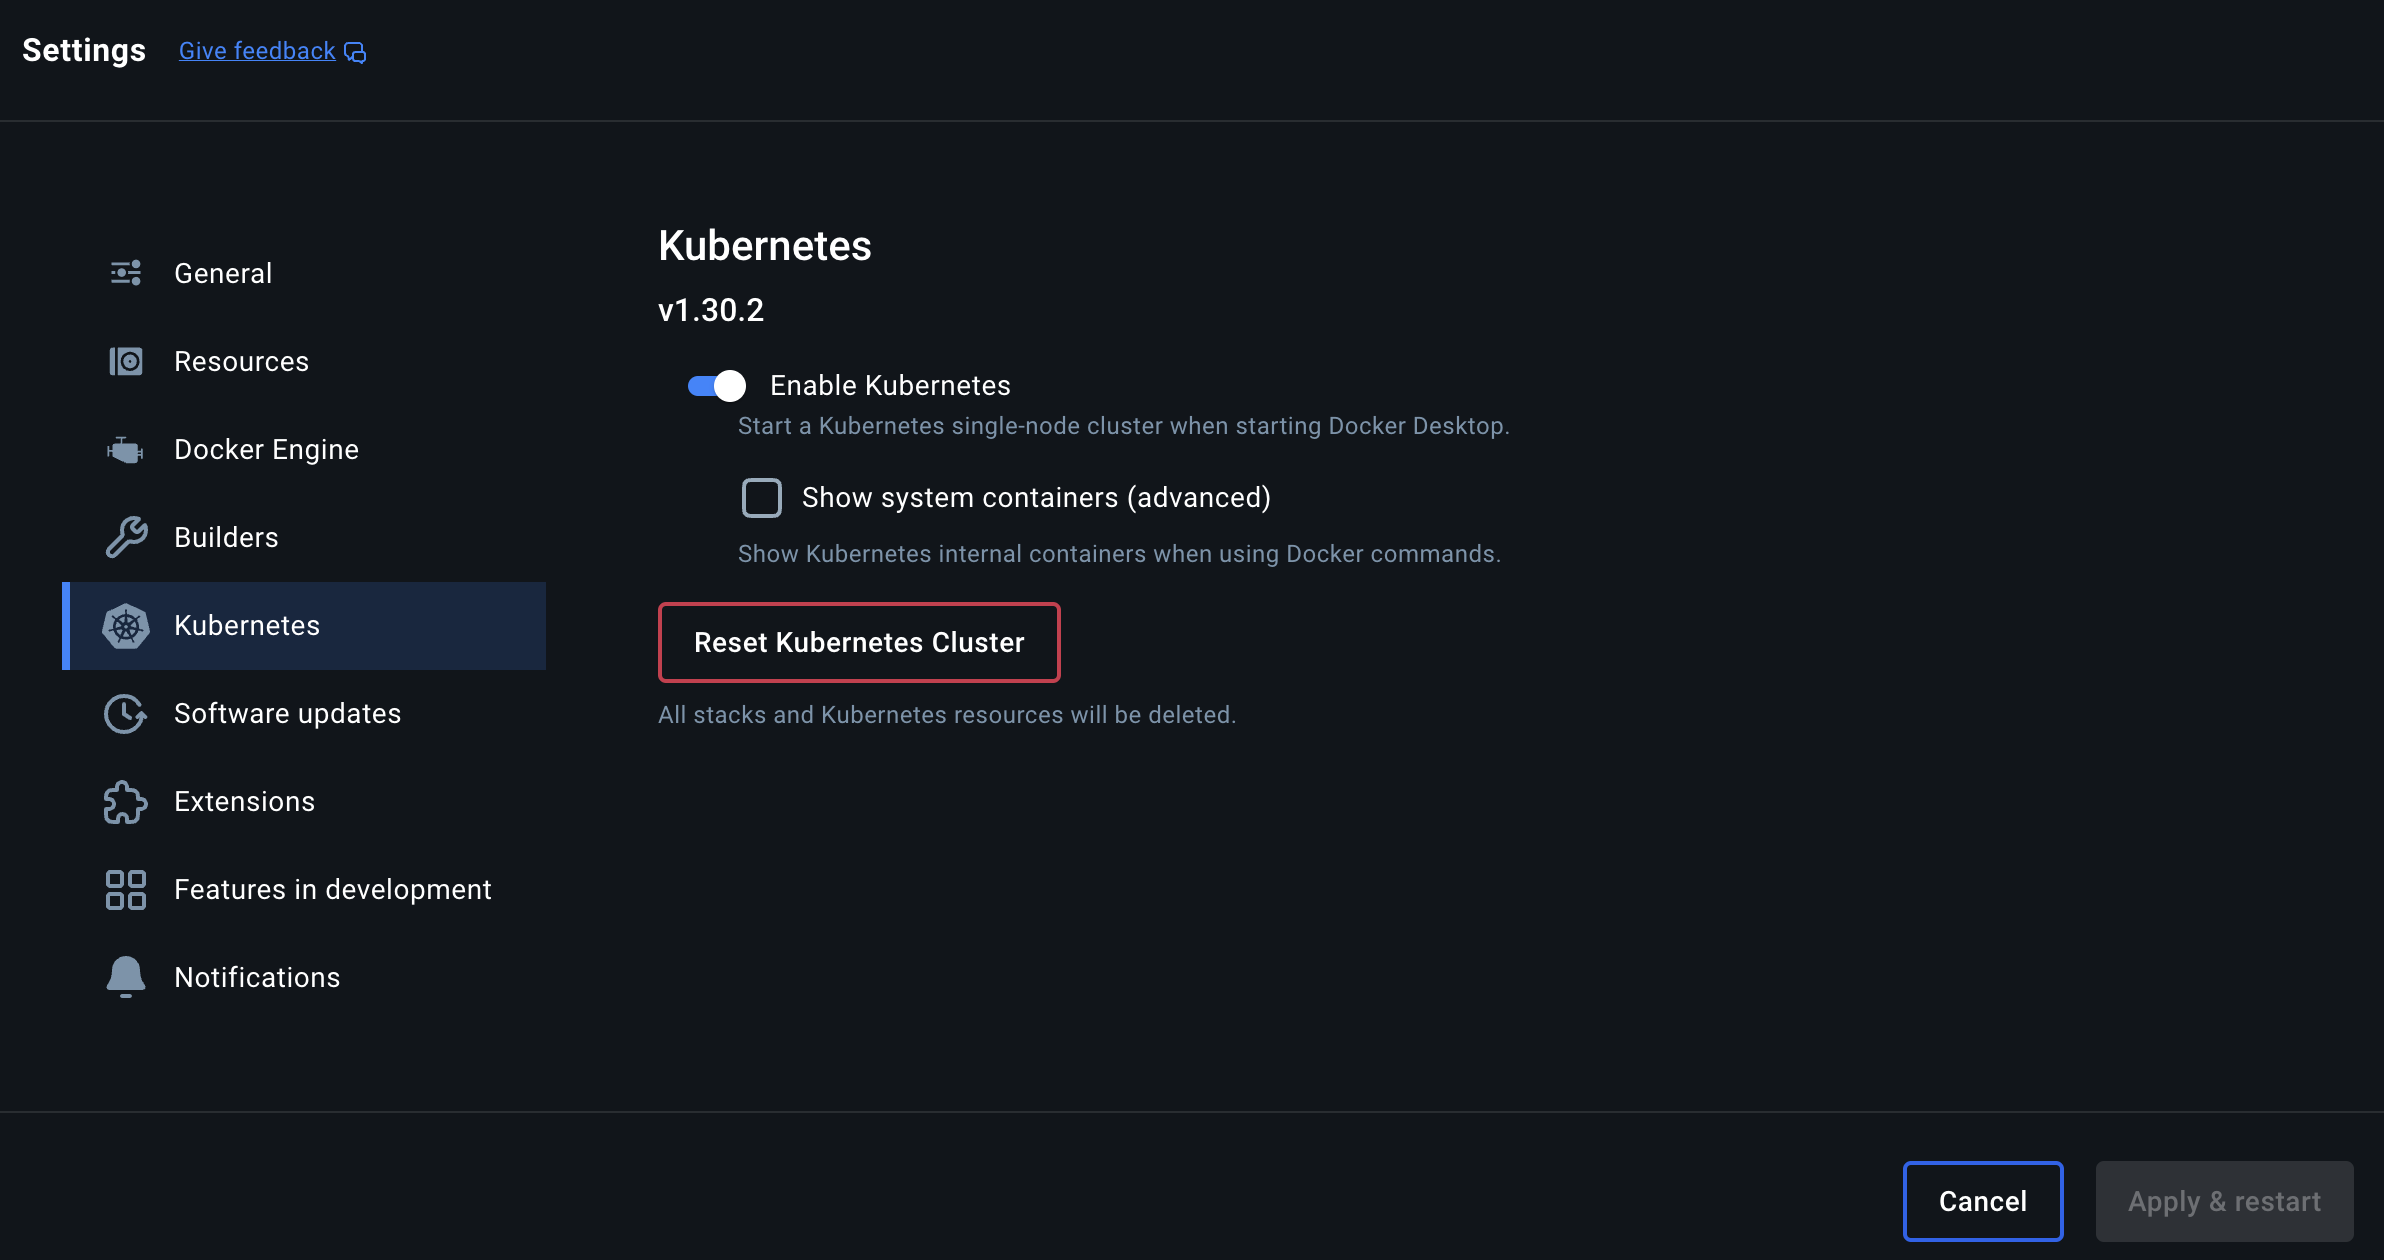 Settings
Give feedback
General
Resources
Docker Engine
Builders
Kubernetes
Software updates
Extensions
Features in development
Notifications
Kubernetes
v1.30.2
Enable Kubernetes
Start a Kubernetes single-node cluster when starting Docker Desktop.
Show system containers (advanced)
Show Kubernetes internal containers when using Docker commands.
Reset Kubernetes Cluster
All stacks and Kubernetes resources will be deleted.
Cancel
Apply & restart